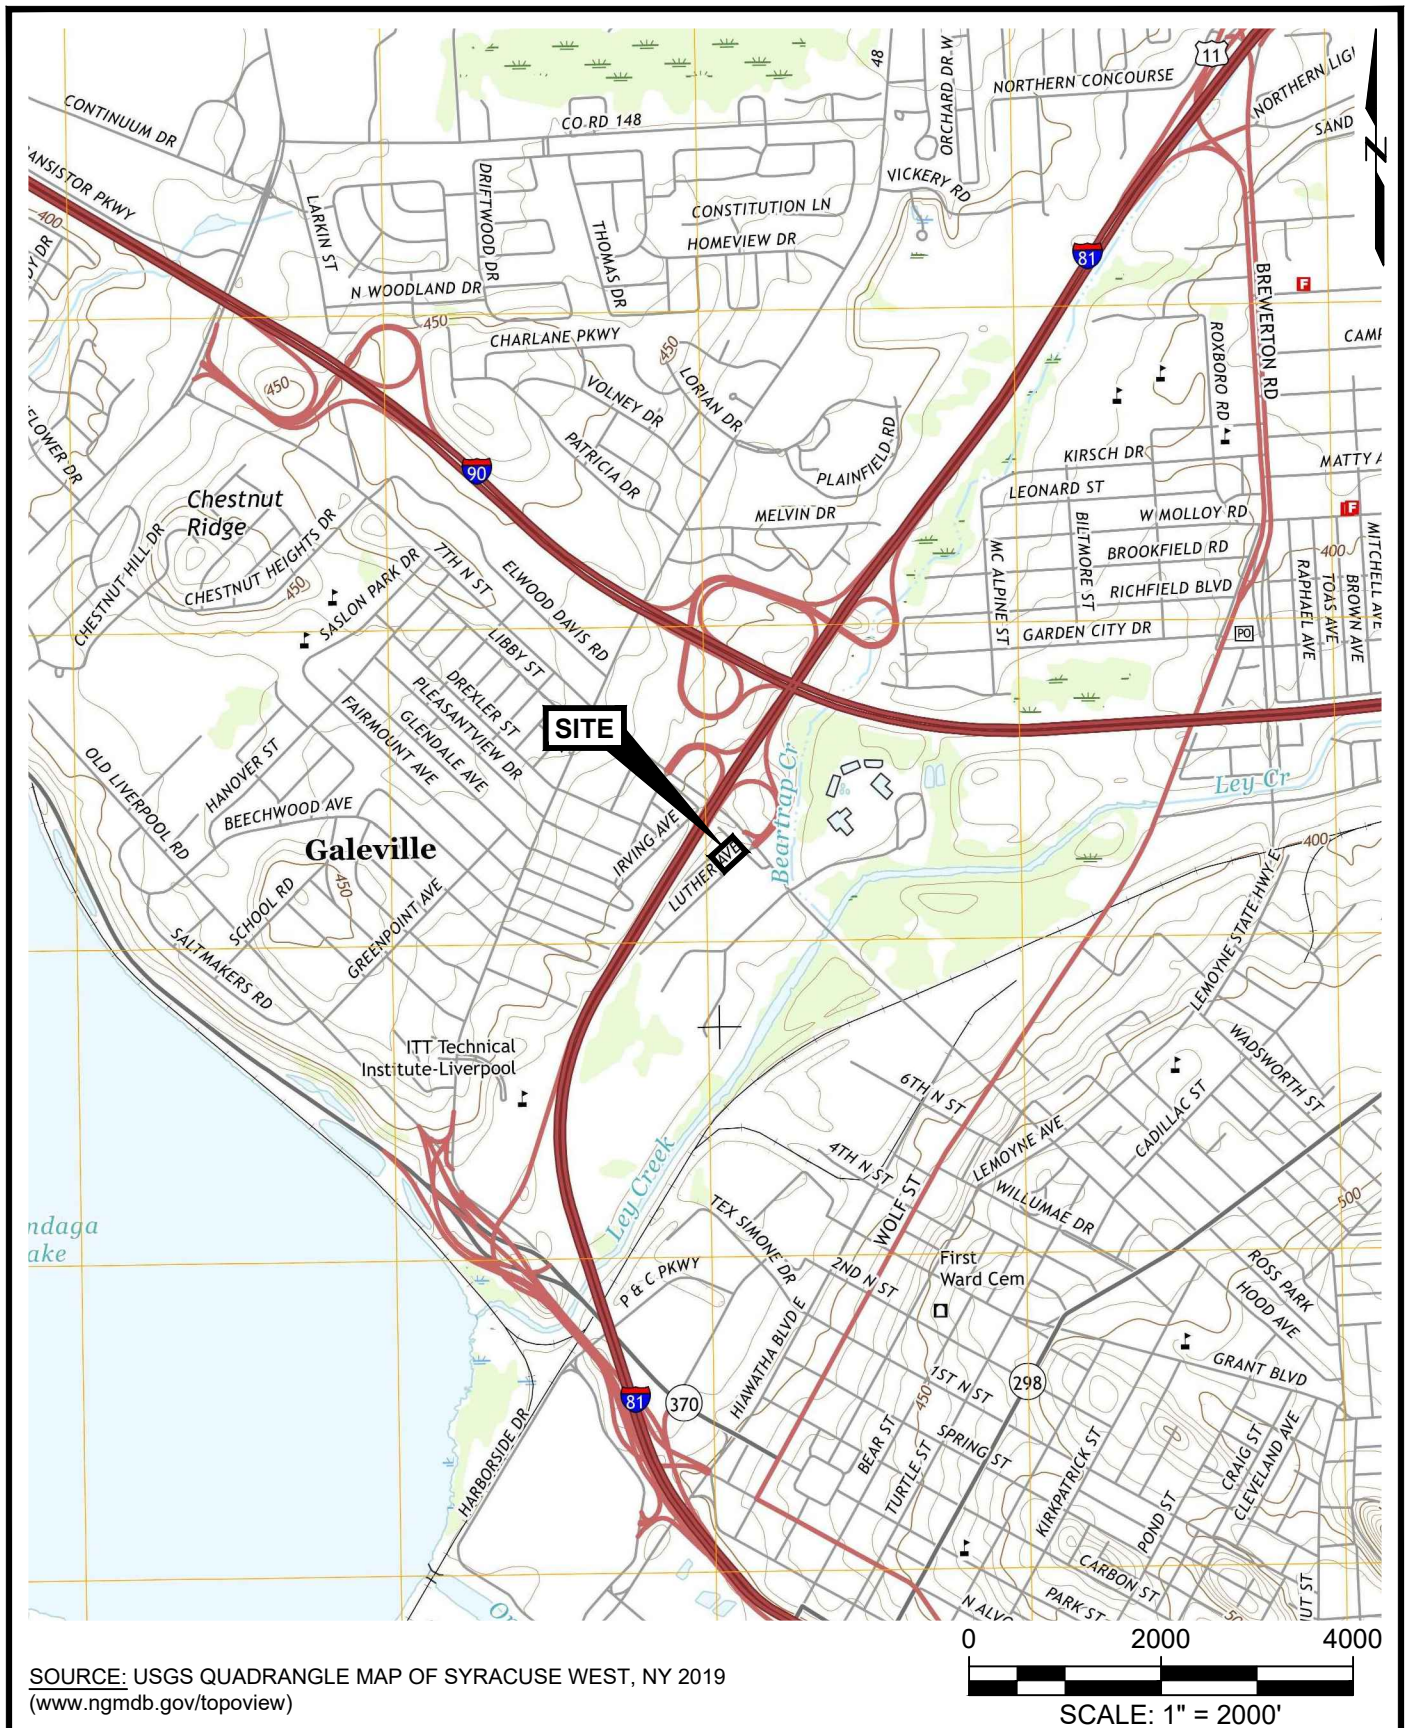 11
48
ORCHARD DR W
NORTHERN CONCOURSE
NORTHERN LIG
SAND
CONTINUUM DR
CO RD 148
N
ANSISTOR PKWY
VICKERY RD
400
LARKIN ST
DRIFTWOOD DR
THOMAS DR
CONSTITUTION LN
HOMEVIEW DR
81
N WOODLAND DR
BREWERTON RD
F
450
CHARLANE PKWY
450
LORIAN DR
ROXBORO RD
CAMP
450
VOLNEY DR
PATRICIA DR
PLAINFIELD RD
KIRSCH DR
MATTY A
90
LEONARD ST
Chestnut
Ridge
MELVIN DR
BILTMORE ST
W MOLLOY RD
F
CHESTNUT HILL DR
CHESTNUT HEIGHTS DR
450
SASLON PARK DR
7TH N ST
ELWOOD DAVIS RD
MC ALPINE ST
BROOKFIELD RD
RICHFIELD BLVD
400
RAPHAEL AVE
TOAS AVE
BROWN AVE
MITCHELL AVE
GARDEN CITY DR
PO
LIBBY ST
DREXLER ST
PLEASANTVIEW DR
GLENDALE AVE
FAIRMOUNT AVE
SITE
OLD LIVERPOOL RD
HANOVER ST
BEECHWOOD AVE
Beartrap Cr
Ley Cr
Galeville
IRVING AVE
LUTHER AVE
400
450
SCHOOL RD
GREENPOINT AVE
SALTMAKERS RD
LEMOYNE STATE HWY E
ITT Technical
Institute-Liverpool
WADSWORTH ST
6TH N ST
CADILLAC ST
LEMOYNE AVE
4TH N ST
Ley Creek
WOLF ST
WILLUMAE DR
500
TEX SIMONE DR
ndaga
ake
First
Ward Cem
ROSS PARK
HOOD AVE
P & C PKWY
2ND N ST
HIAWATHA BLVD E
GRANT BLVD
1ST N ST
298
450
81
370
HARBORSIDE DR
BEAR ST
TURTLE ST
SPRING ST
KIRKPATRICK ST
CRAIG ST
CLEVELAND AVE
POND ST
CARBON ST
PARK ST
N ALVO
UT ST
50
0 2000 4000
SOURCE: USGS QUADRANGLE MAP OF SYRACUSE WEST, NY 2019
(www.ngmdb.gov/topoview)
SCALE: 1" = 2000'